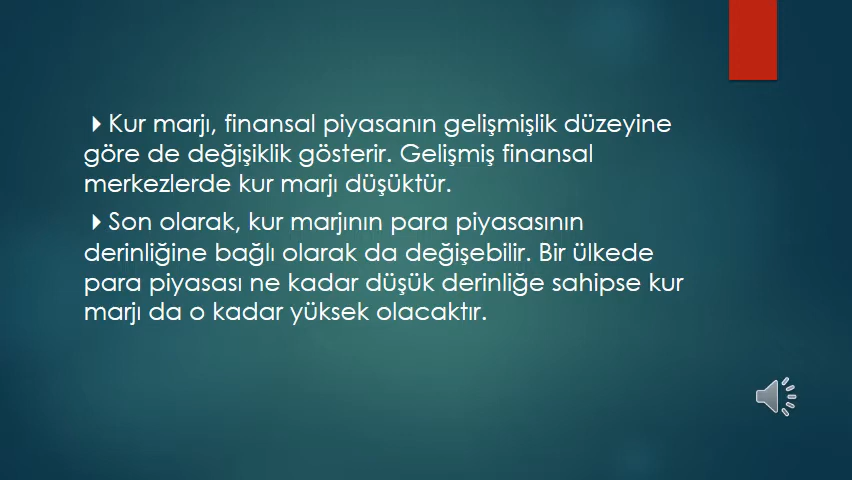 Kur marjı, finansal piyasanın gelişmişlik düzeyine
göre de değişiklik gösterir. Gelişmiş finansal
merkezlerde kur marjı düşüktür.
Son olarak, kur marjının para piyasasının
derinliğine bağlı olarak da değişebilir. Bir ülkede
para piyasası ne kadar düşük derinliğe sahipse kur
marjı da o kadar yüksek olacaktır.